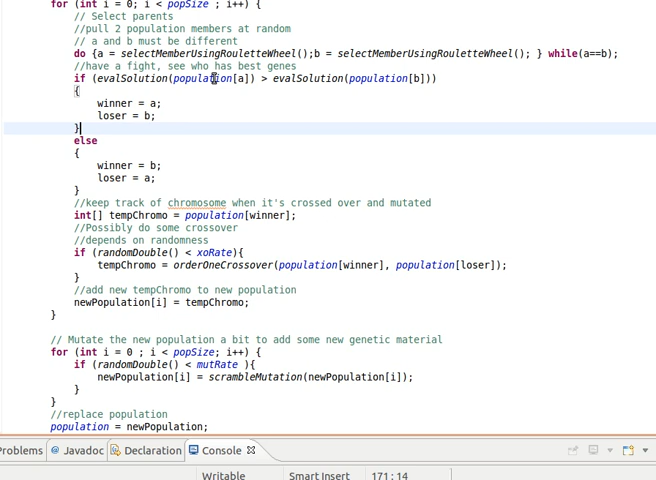 for (int i = 0; i < popSize ; i++) {
// Select parents
//pull 2 population members at random
// a and b must be different
do {a = selectMemberUsingRouletteWheel();b = selectMemberUsingRouletteWheel(); } while(a==b);
//have a fight, see who has best genes
if (evalSolution(population[a]) > evalSolution(population[b]))
{
winner = a;
loser = b;
}
else
{
winner = b;
loser = a;
}
//keep track of chromosome when it's crossed over and mutated
int[] tempChromo = population[winner];
//Possibly do some crossover
//depends on randomness
if (randomDouble() < xoRate){
tempChromo = orderOneCrossover(population[winner], population[loser]);
}
//add new tempChromo to new population
newPopulation[i] = tempChromo;
}
// Mutate the new population a bit to add some new genetic material
for (int i = 0 ; i < popSize; i++) {
if (randomDouble() < mutRate ){
newPopulation[i] = scrambleMutation(newPopulation[i]);
}
}
//replace population
population = newPopulation;
Problems @ Javadoc Declaration Console
Writable Smart Insert 171 : 14